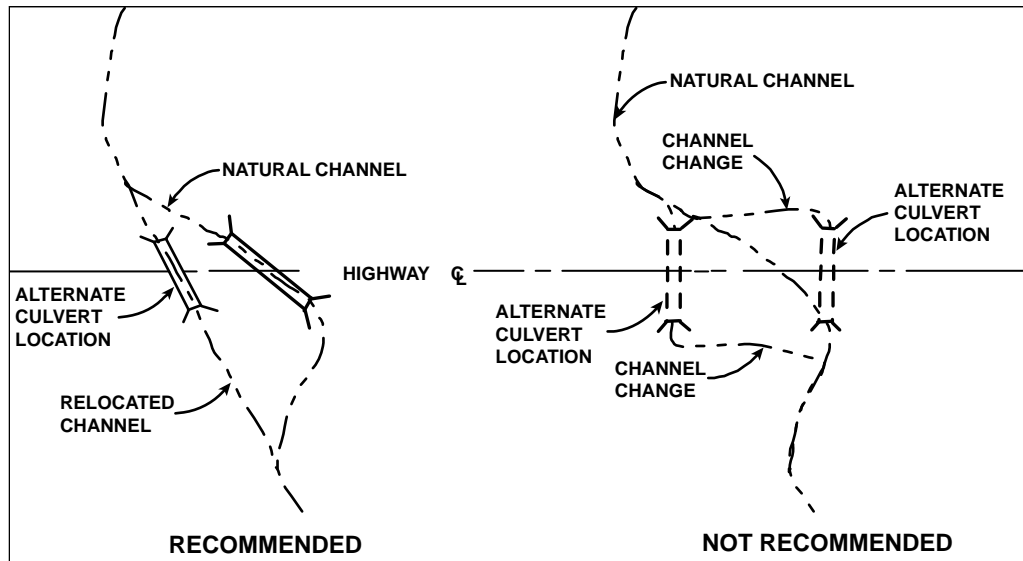 NATURAL CHANNEL
ALTERNATE
CULVERT
LOCATION
RELOCATED
CHANNEL
RECOMMENDED
HIGHWAY ℄
NATURAL CHANNEL
CHANNEL
CHANGE
ALTERNATE
CULVERT
LOCATION
ALTERNATE
CULVERT
LOCATION
CHANNEL
CHANGE
NOT RECOMMENDED